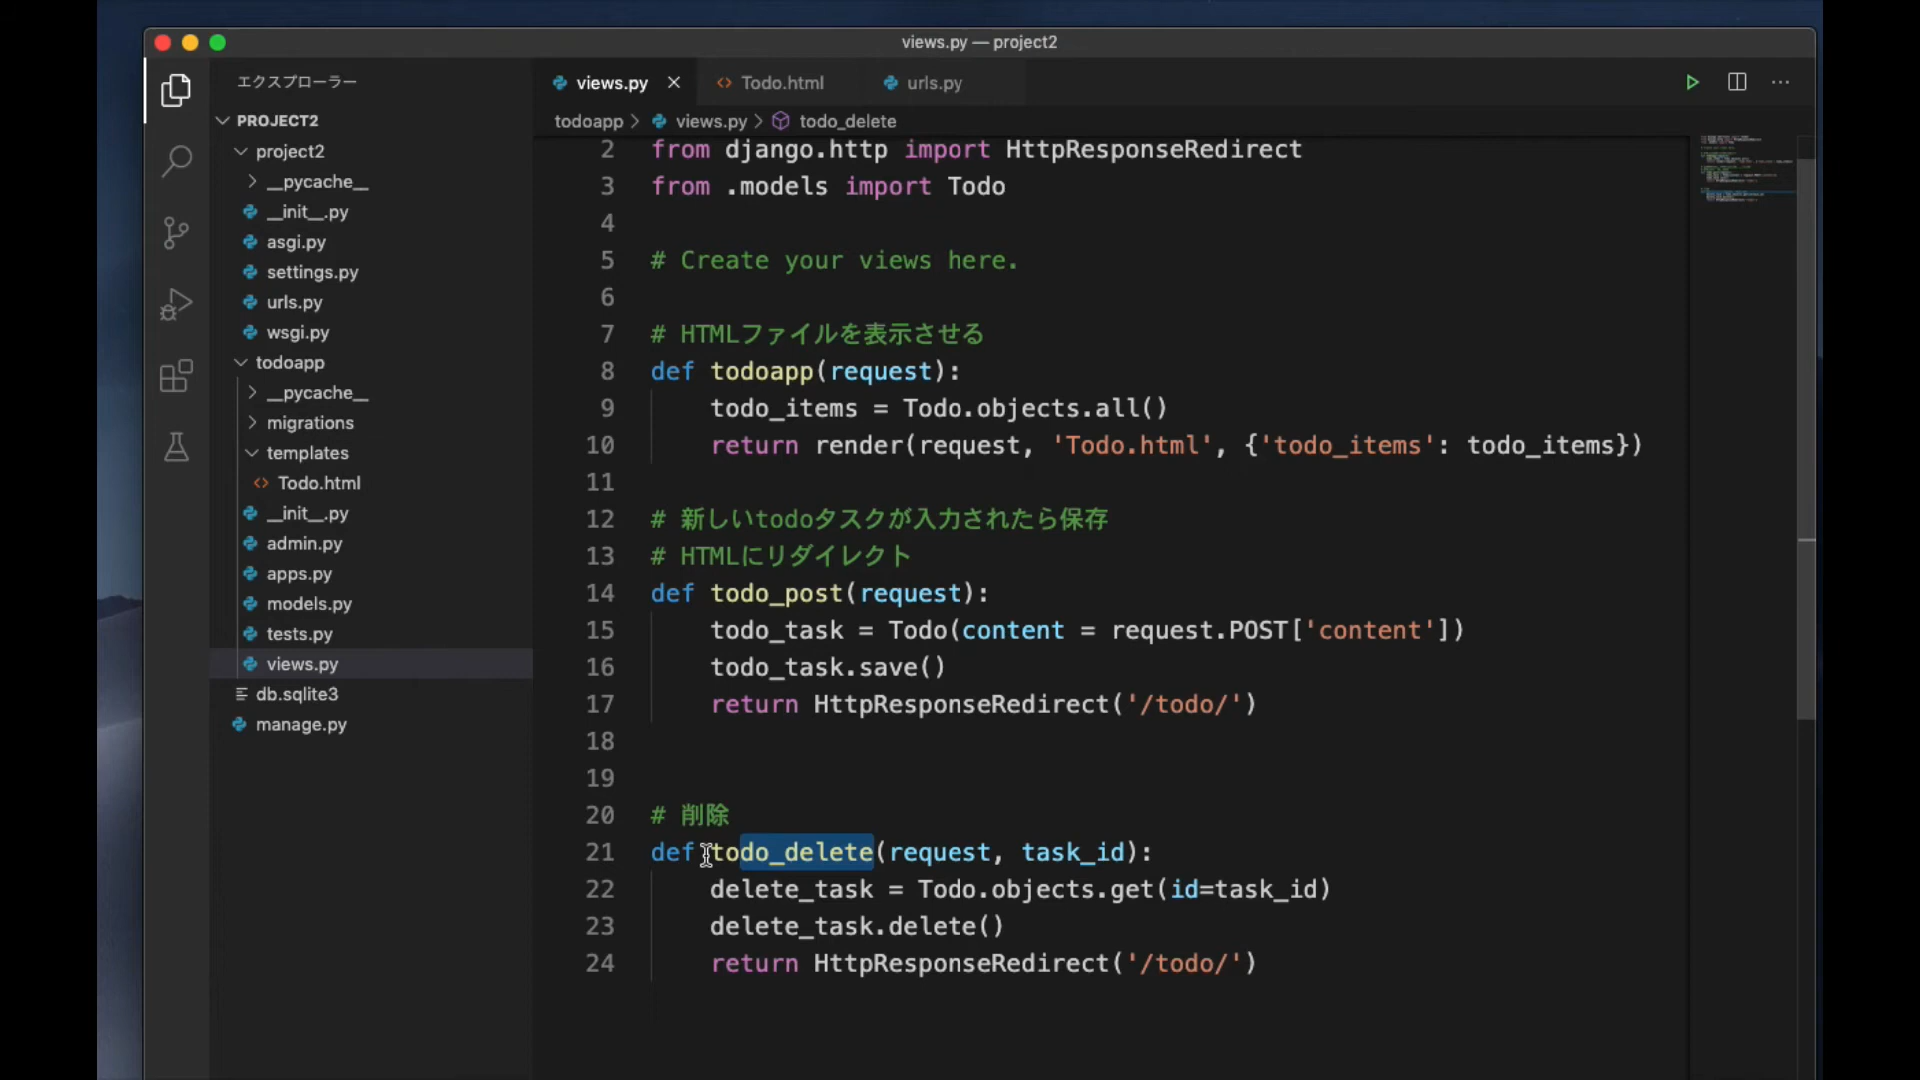 views.py — project2
エクスプローラー
views.py
Todo.html
urls.py
PROJECT2
todoapp > views.py > todo_delete
project2
__pycache__
__init__.py
asgi.py
settings.py
urls.py
wsgi.py
todoapp
__pycache__
migrations
templates
Todo.html
__init__.py
admin.py
apps.py
models.py
tests.py
views.py
db.sqlite3
manage.py
2 from django.http import HttpResponseRedirect
3 from .models import Todo
4
5 # Create your views here.
6
7 # HTMLファイルを表示させる
8 def todoapp(request):
9     todo_items = Todo.objects.all()
10     return render(request, 'Todo.html', {'todo_items': todo_items})
11
12 # 新しいtodoタスクが入力されたら保存
13 # HTMLにリダイレクト
14 def todo_post(request):
15     todo_task = Todo(content = request.POST['content'])
16     todo_task.save()
17     return HttpResponseRedirect('/todo/')
18
19
20 # 削除
21 def todo_delete(request, task_id):
22     delete_task = Todo.objects.get(id=task_id)
23     delete_task.delete()
24     return HttpResponseRedirect('/todo/')